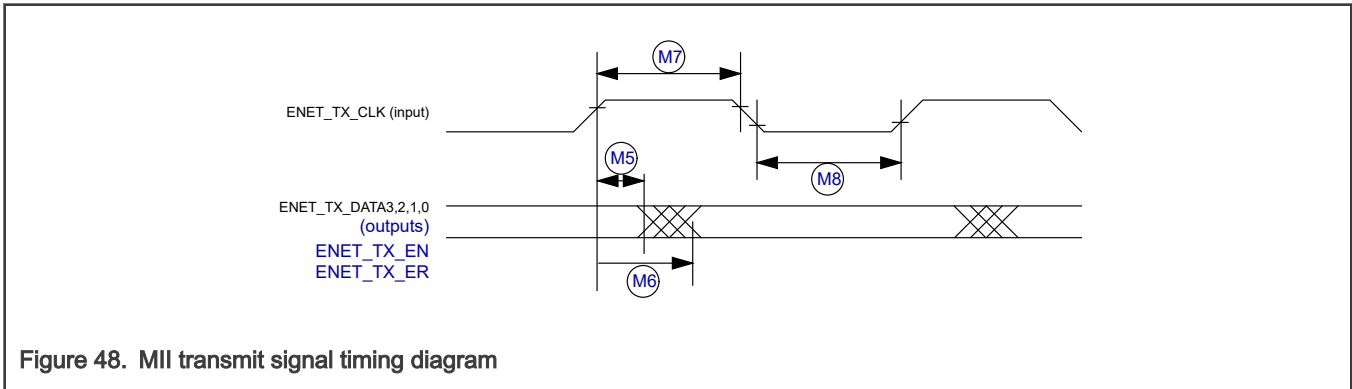 M7
ENET_TX_CLK (input)
M5
M8
ENET_TX_DATA3,2,1,0
(outputs)
ENET_TX_EN
ENET_TX_ER
M6
Figure 48. MII transmit signal timing diagram